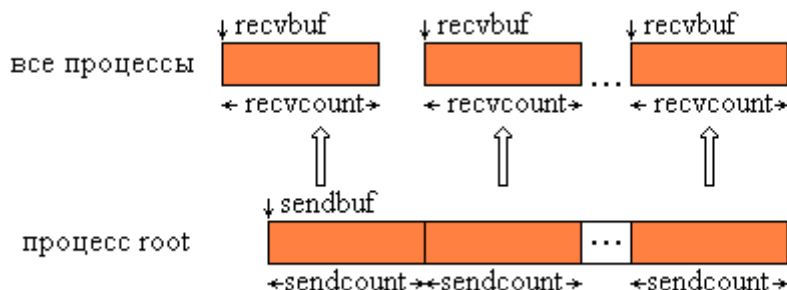 ↓recvbuf ↓recvbuf ↓recvbuf
все процессы ...
← recvcount → ← recvcount → ← recvcount →
↓sendbuf
процесс root ...
←sendcount→ ←sendcount→ ←sendcount→